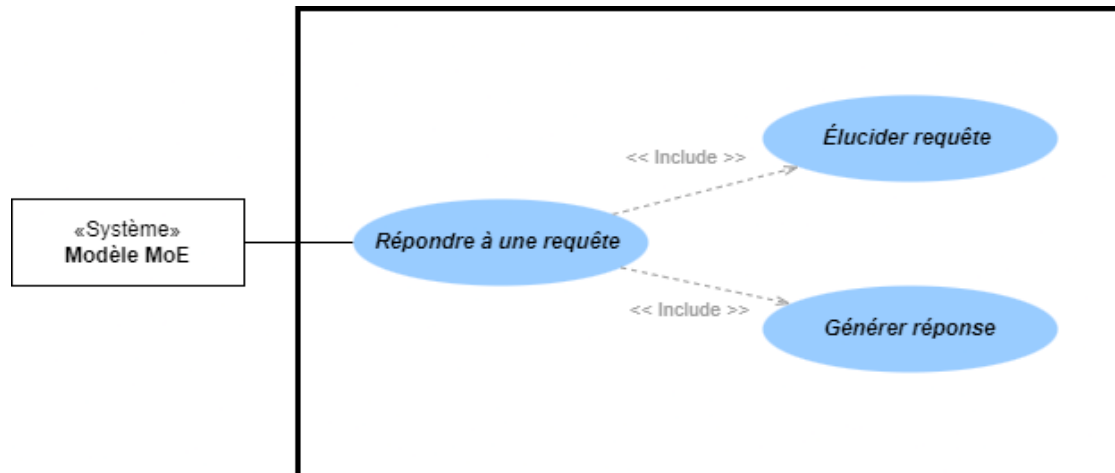 Élucider requête
<< Include >>
«Système»
Modèle MoE
Répondre à une requête
<< Include >>
Générer réponse